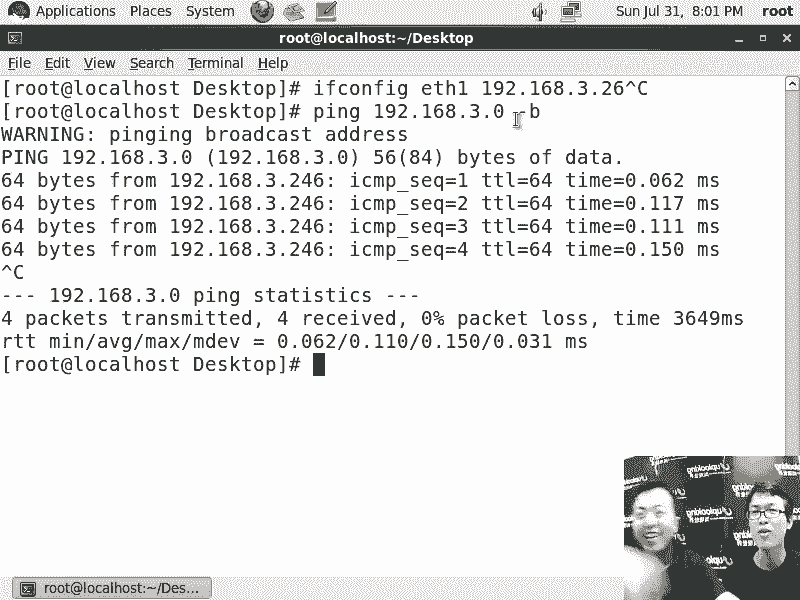 Applications Places System Sun Jul 31, 8:01 PM root
root@localhost:~/Desktop
File Edit View Search Terminal Help
[root@localhost Desktop]# ifconfig eth1 192.168.3.26^C
[root@localhost Desktop]# ping 192.168.3.0 -b
WARNING: pinging broadcast address
PING 192.168.3.0 (192.168.3.0) 56(84) bytes of data.
64 bytes from 192.168.3.246: icmp_seq=1 ttl=64 time=0.062 ms
64 bytes from 192.168.3.246: icmp_seq=2 ttl=64 time=0.117 ms
64 bytes from 192.168.3.246: icmp_seq=3 ttl=64 time=0.111 ms
64 bytes from 192.168.3.246: icmp_seq=4 ttl=64 time=0.150 ms
^C
--- 192.168.3.0 ping statistics ---
4 packets transmitted, 4 received, 0% packet loss, time 3649ms
rtt min/avg/max/mdev = 0.062/0.110/0.150/0.031 ms
[root@localhost Desktop]#
root@localhost:~/Des...